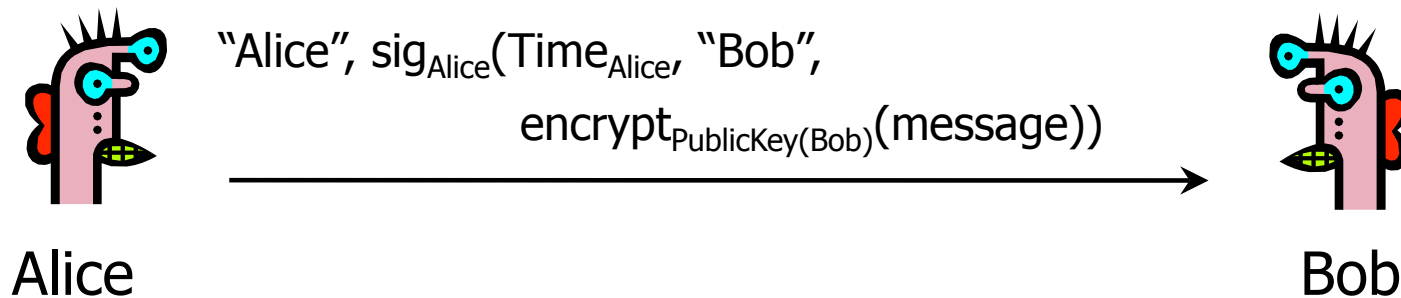 “Alice”, sigAlice(TimeAlice, “Bob”,
encryptPublicKey(Bob)(message))
Alice
Bob